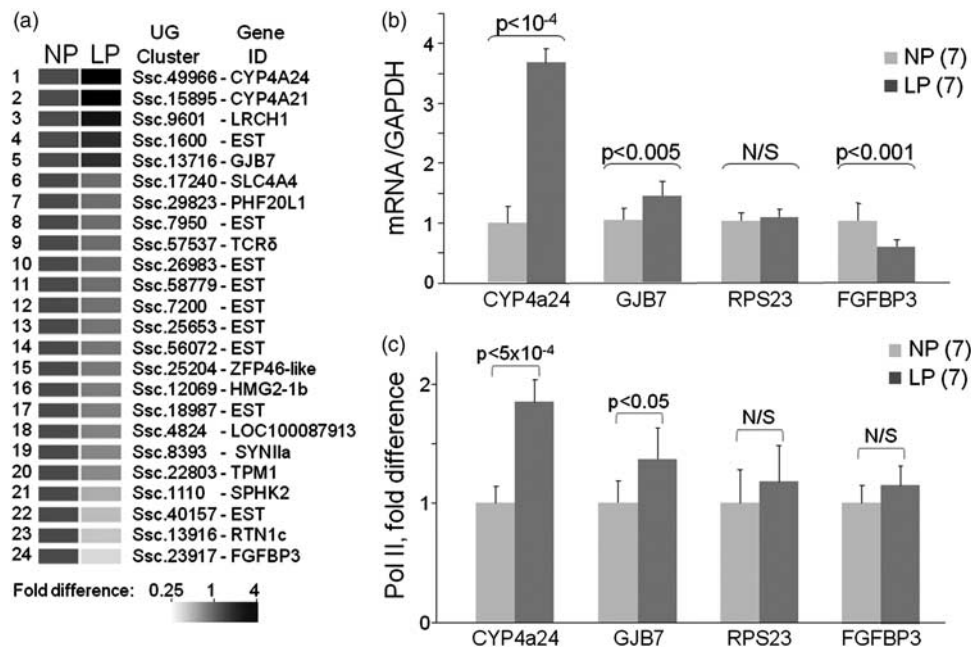 (a)
UG Gene
NP LP Cluster ID
1 Ssc.49966 - CYP4A24
2 Ssc.15895 - CYP4A21
3 Ssc.9601 - LRCH1
4 Ssc.1600 - EST
5 Ssc.13716 - GJB7
6 Ssc.17240 - SLC4A4
7 Ssc.29823 - PHF20L1
8 Ssc.7950 - EST
9 Ssc.57537 - TCRδ
10 Ssc.26983 - EST
11 Ssc.58779 - EST
12 Ssc.7200 - EST
13 Ssc.25653 - EST
14 Ssc.56072 - EST
15 Ssc.25204 - ZFP46-like
16 Ssc.12069 - HMG2-1b
17 Ssc.18987 - EST
18 Ssc.4824 - LOC100087913
19 Ssc.8393 - SYNIIa
20 Ssc.22803 - TPM1
21 Ssc.1110 - SPHK2
22 Ssc.40157 - EST
23 Ssc.13916 - RTN1c
24 Ssc.23917 - FGFBP3
Fold difference: 0.25 1 4
(b)
mRNA/GAPDH
4
3
2
1
0
p<10⁻⁴
p<0.005
N/S
p<0.001
NP (7)
LP (7)
CYP4a24 GJB7 RPS23 FGFBP3
(c)
Pol II, fold difference
2
1
0
p<5x10⁻⁴
p<0.05
N/S
N/S
NP (7)
LP (7)
CYP4a24 GJB7 RPS23 FGFBP3